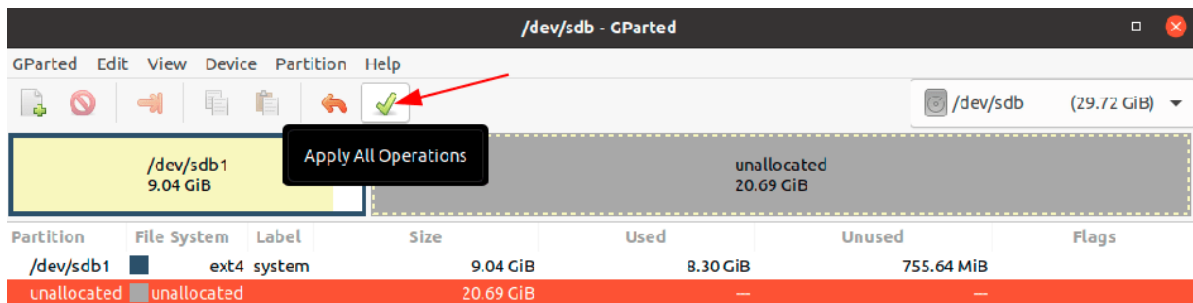 /dev/sdb - GParted
GParted Edit View Device Partition Help
/dev/sdb (29.72 GiB)
Apply All Operations
/dev/sdb1
9.04 GiB
unallocated
20.69 GiB
Partition File System Label Size Used Unused Flags
/dev/sdb1 ext4 system 9.04 GiB 8.30 GiB 755.64 MiB
unallocated unallocated 20.69 GiB — —